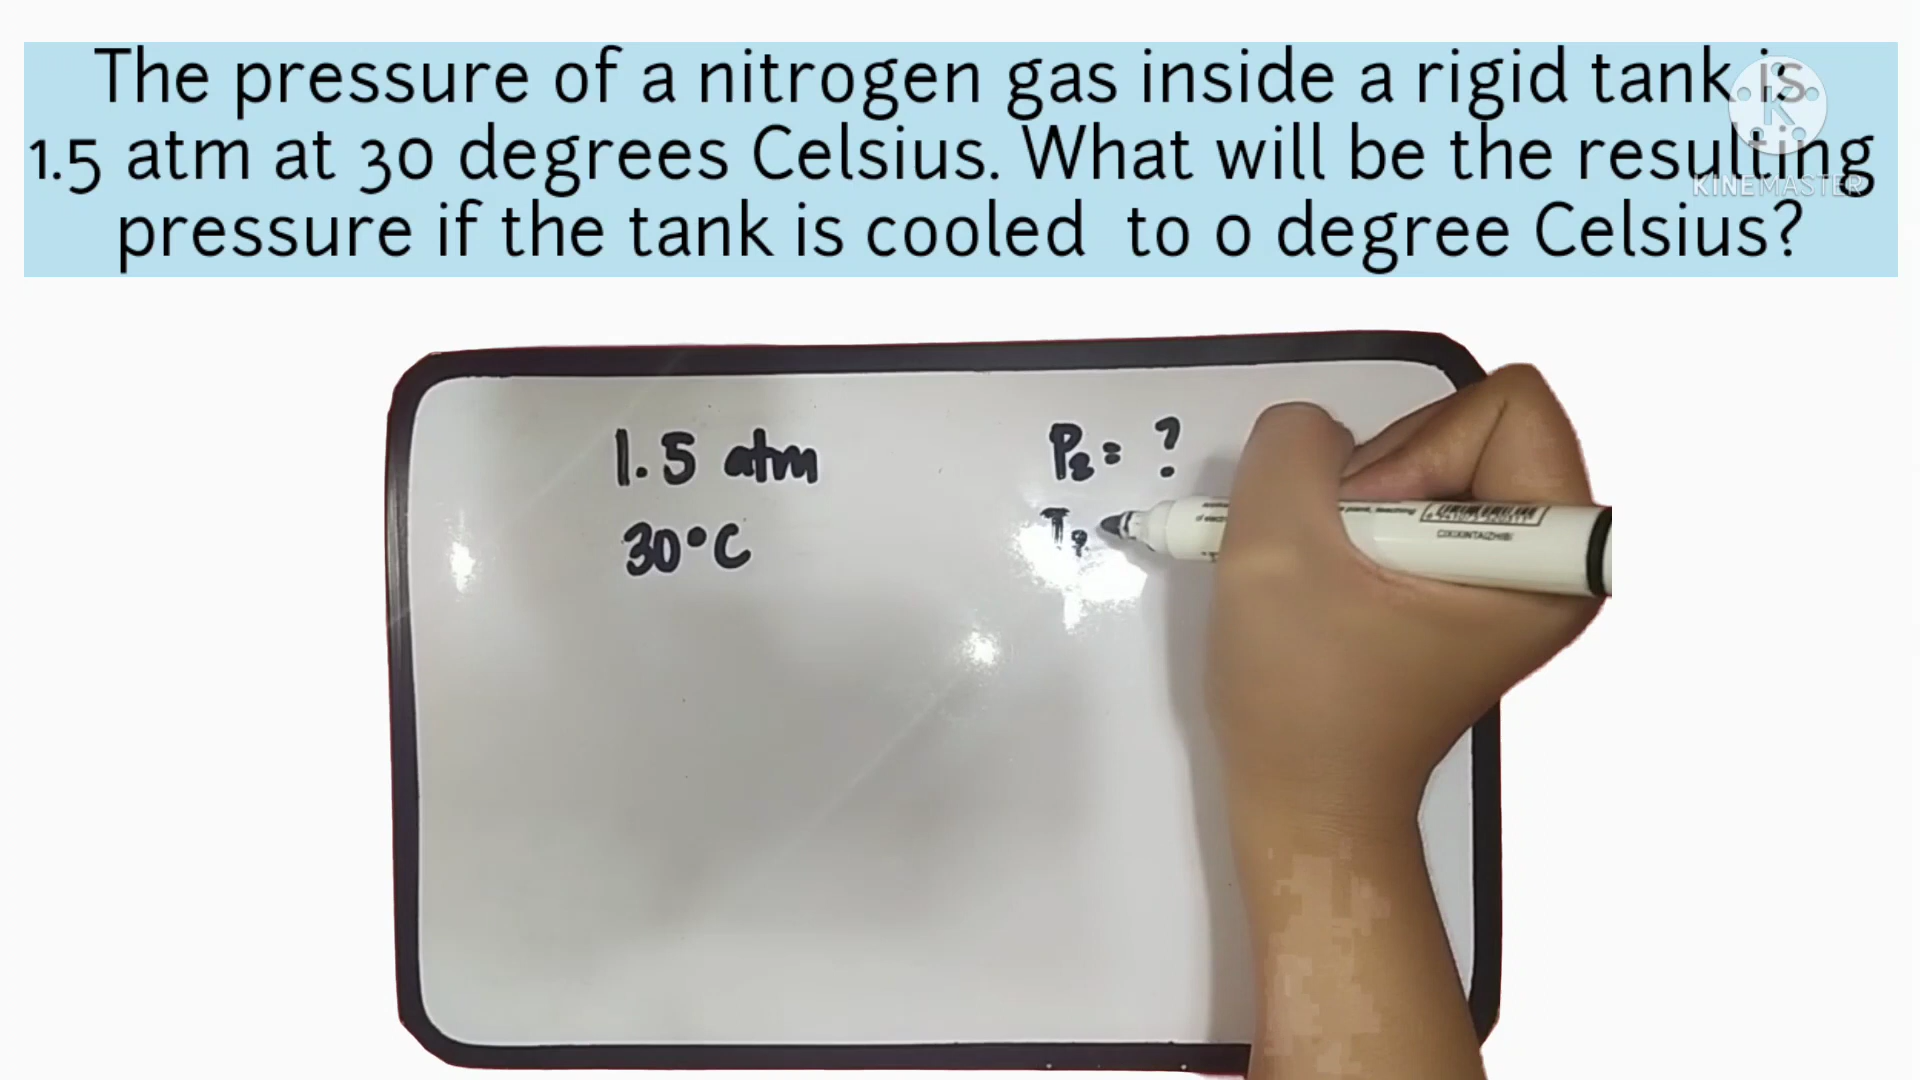 The pressure of a nitrogen gas inside a rigid tank is
1.5 atm at 30 degrees Celsius. What will be the resulting
pressure if the tank is cooled to 0 degree Celsius?
K
KINEMASTER
1.5 atm
P2 = ?
30°C
T2
CIXIXINTAIZHIBI